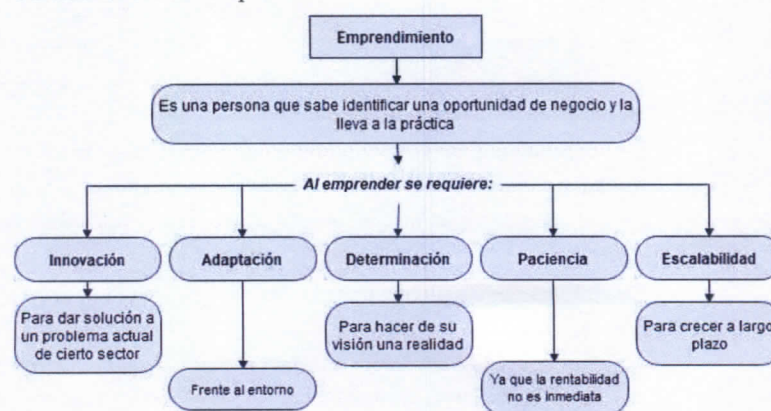 Emprendimiento
Es una persona que sabe identificar una oportunidad de negocio y la
lleva a la práctica
Al emprender se requiere:
Innovación
Adaptación
Determinación
Paciencia
Escalabilidad
Para dar solución a
un problema actual
de cierto sector
Frente al entorno
Para hacer de su
visión una realidad
Ya que la rentabilidad
no es inmediata
Para crecer a largo
plazo